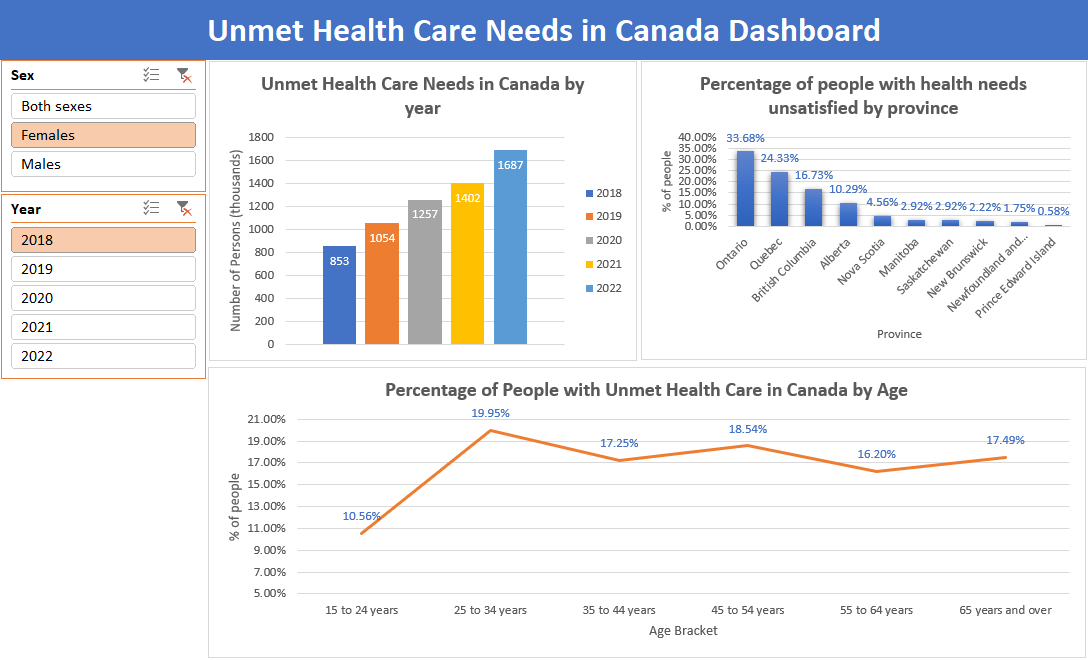 Unmet Health Care Needs in Canada Dashboard
Sex
Both sexes
Females
Males
Year
2018
2019
2020
2021
2022
Unmet Health Care Needs in Canada by
year
Number of Persons (thousands)
1800
1600
1400
1200
1000
800
600
400
200
0
853
1054
1257
1402
1687
2018
2019
2020
2021
2022
Percentage of people with health needs
unsatisfied by province
% of people
40.00%
35.00%
30.00%
25.00%
20.00%
15.00%
10.00%
5.00%
0.00%
33.68%
24.33%
16.73%
10.29%
4.56%
2.92%
2.92%
2.22%
1.75%
0.58%
Ontario
Quebec
British Columbia
Alberta
Nova Scotia
Manitoba
Saskatchewan
New Brunswick
Newfoundland and...
Prince Edward Island
Province
Percentage of People with Unmet Health Care in Canada by Age
% of people
21.00%
19.00%
17.00%
15.00%
13.00%
11.00%
9.00%
7.00%
5.00%
10.56%
19.95%
17.25%
18.54%
16.20%
17.49%
15 to 24 years
25 to 34 years
35 to 44 years
45 to 54 years
55 to 64 years
65 years and over
Age Bracket